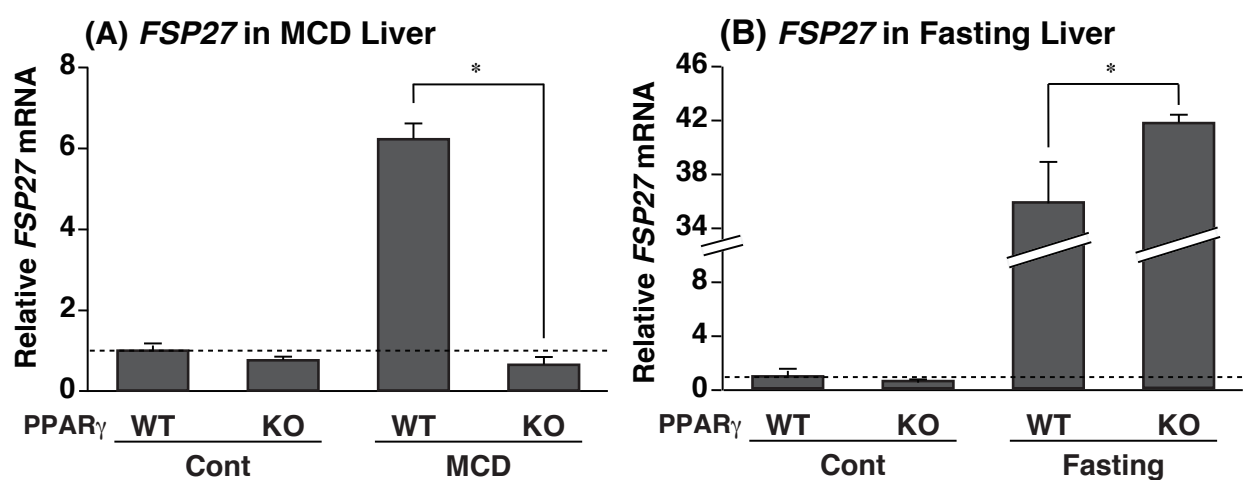 (A) FSP27 in MCD Liver
Relative FSP27 mRNA
8
6
4
2
0
*
PPARγ WT KO WT KO
Cont MCD
(B) FSP27 in Fasting Liver
Relative FSP27 mRNA
46
42
38
34
8
4
0
*
PPARγ WT KO WT KO
Cont Fasting